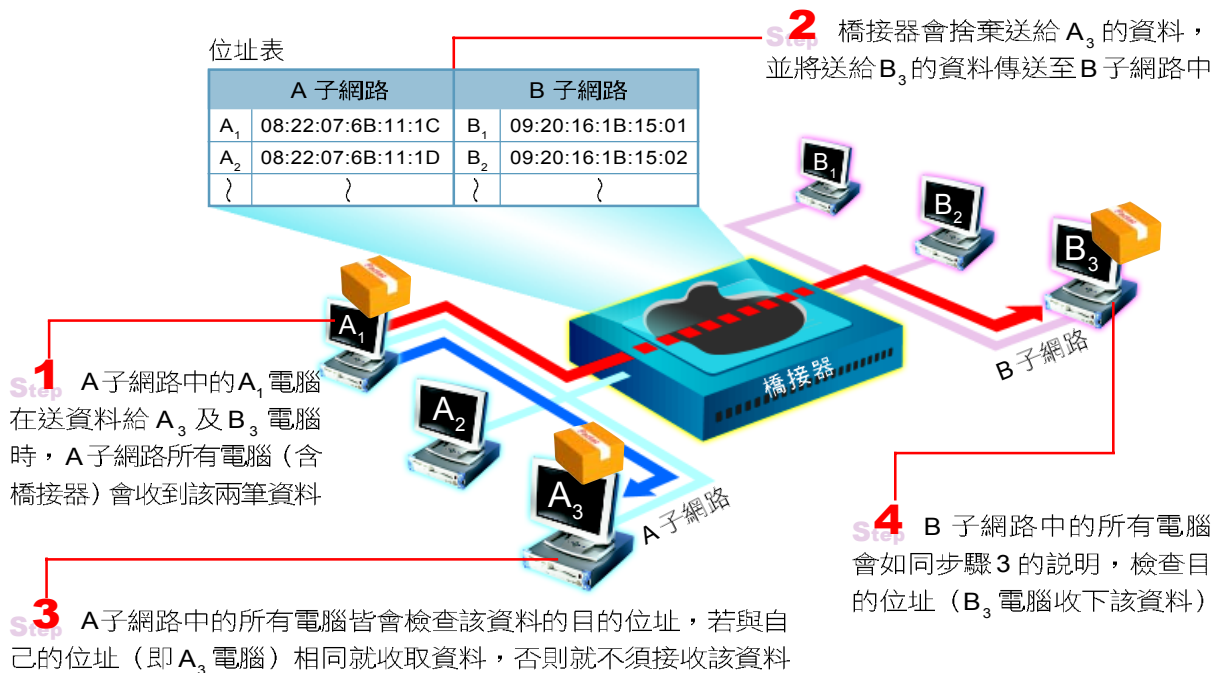 位址表
A 子網路 B 子網路
A1 08:22:07:6B:11:1C B1 09:20:16:1B:15:01
A2 08:22:07:6B:11:1D B2 09:20:16:1B:15:02
Step 2 橋接器會捨棄送給 A3 的資料，
並將送給 B3 的資料傳送至 B 子網路中
B1
B2
B3
B 子網路
橋接器
A1
A2
A3
A 子網路
Step 1 A子網路中的A1電腦
在送資料給 A3 及 B3 電腦
時，A子網路所有電腦（含
橋接器）會收到該兩筆資料
Step 3 A子網路中的所有電腦皆會檢查該資料的目的位址，若與自
己的位址（即 A3 電腦）相同就收取資料，否則就不須接收該資料
Step 4 B 子網路中的所有電腦
會如同步驟 3 的說明，檢查目
的位址（B3 電腦收下該資料）